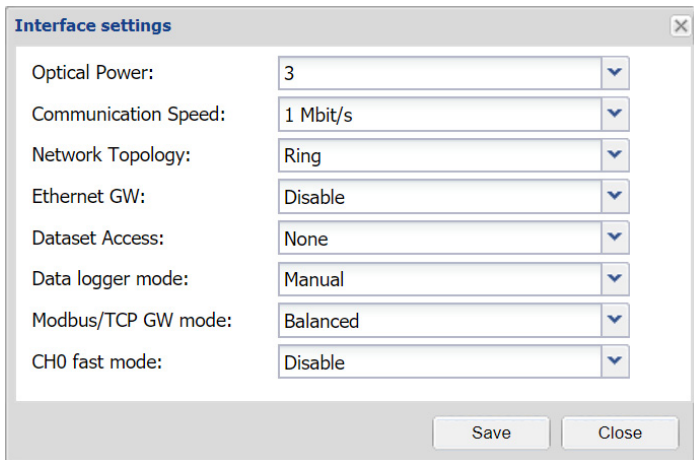 Interface settings
Optical Power: 3
Communication Speed: 1 Mbit/s
Network Topology: Ring
Ethernet GW: Disable
Dataset Access: None
Data logger mode: Manual
Modbus/TCP GW mode: Balanced
CH0 fast mode: Disable
Save Close